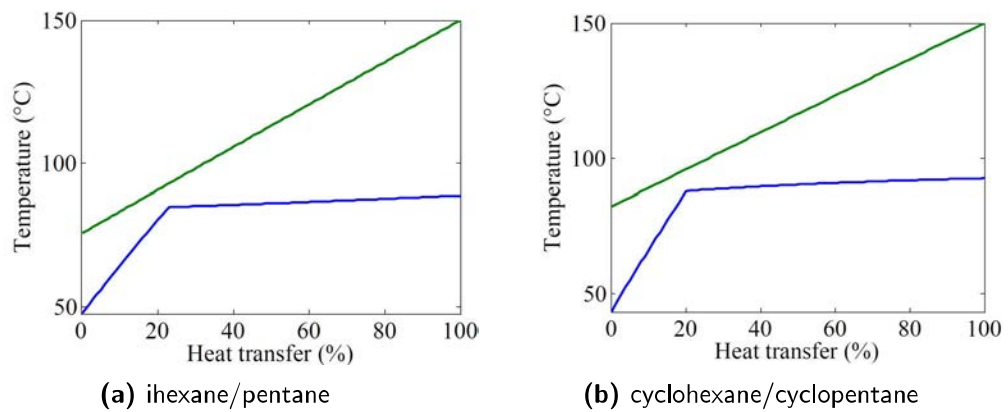 150
100
50
Temperature (°C)
0 20 40 60 80 100
Heat transfer (%)
(a) ihexane/pentane
150
100
50
Temperature (°C)
0 20 40 60 80 100
Heat transfer (%)
(b) cyclohexane/cyclopentane